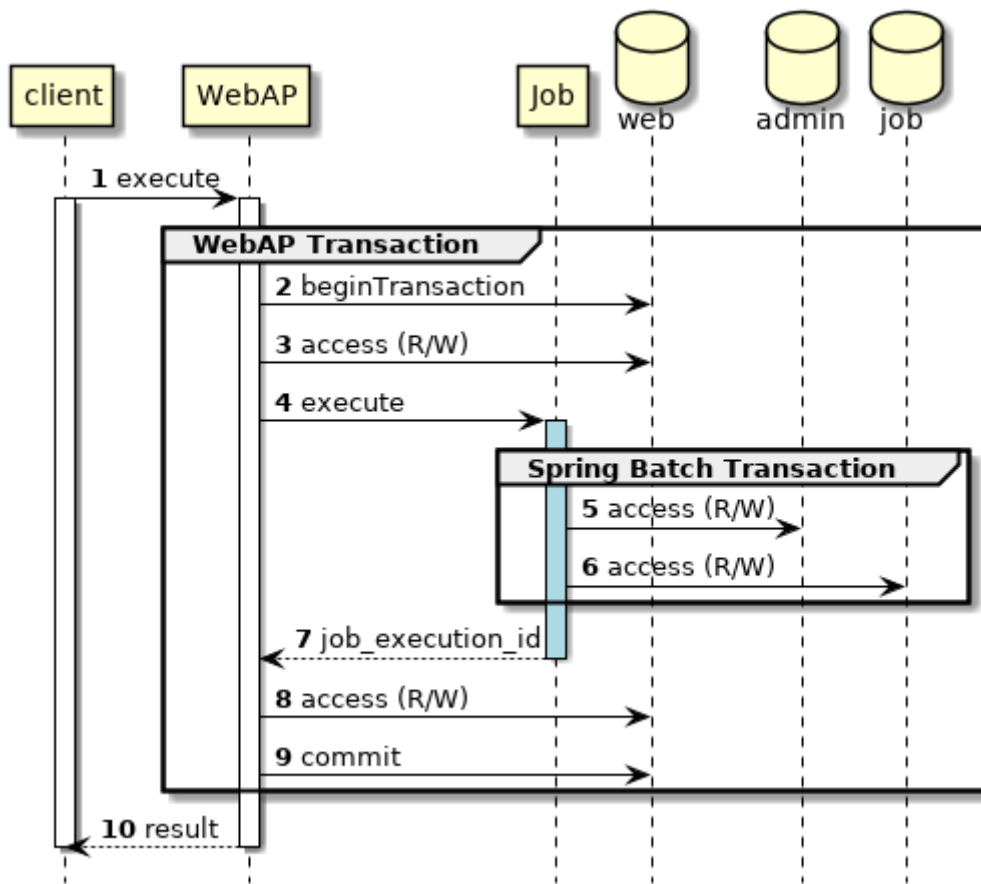 client
WebAP
Job
web
admin
job
1 execute
WebAP Transaction
2 beginTransaction
3 access (R/W)
4 execute
Spring Batch Transaction
5 access (R/W)
6 access (R/W)
7 job_execution_id
8 access (R/W)
9 commit
10 result